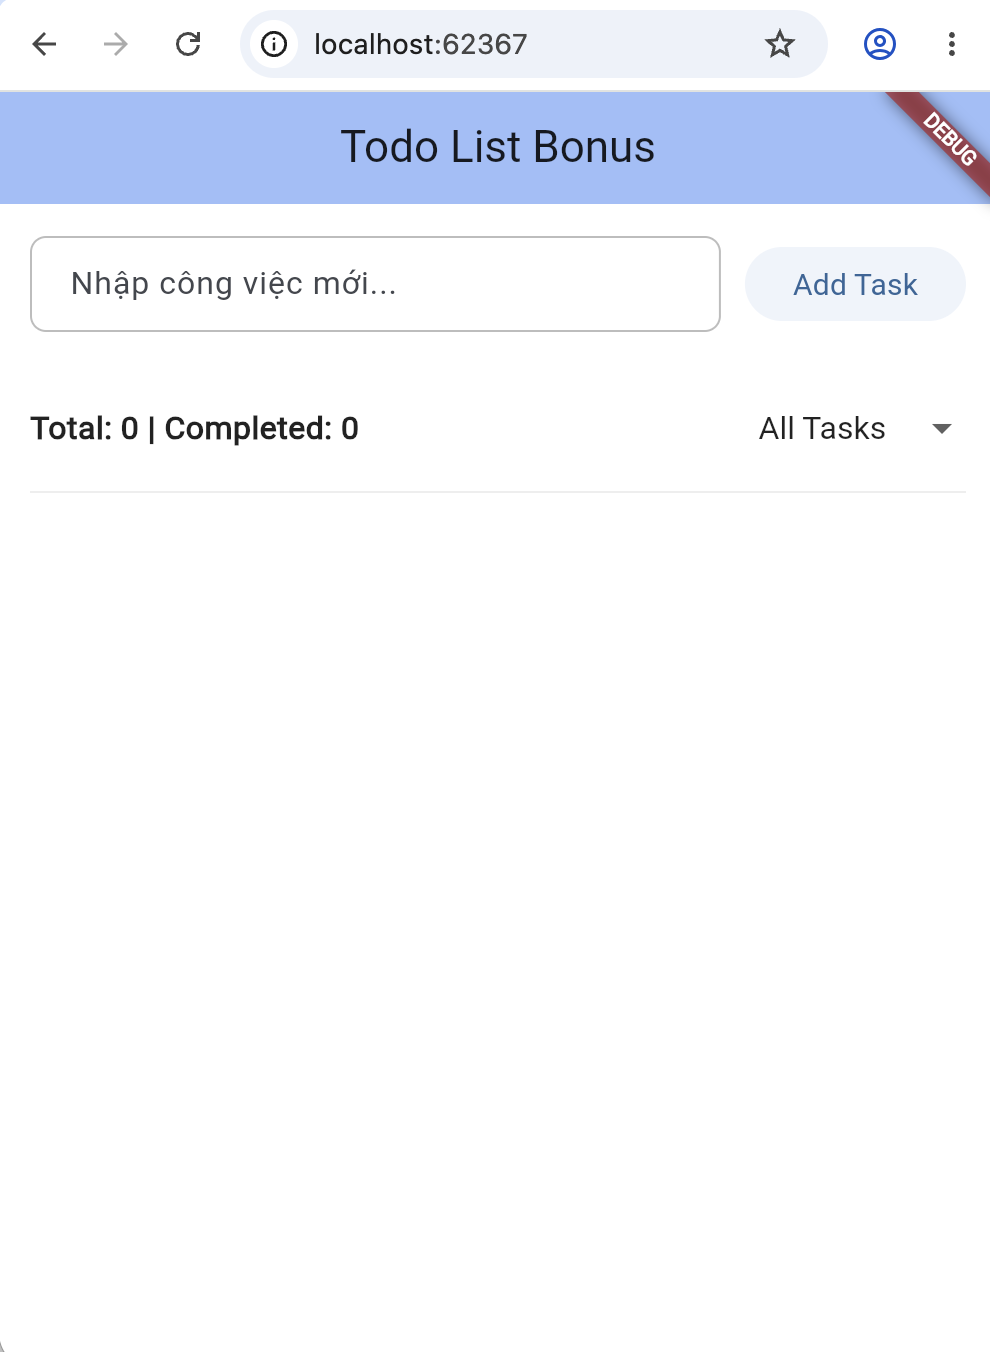 localhost:62367
Todo List Bonus
DEBUG
Nhập công việc mới...
Add Task
Total: 0 | Completed: 0
All Tasks